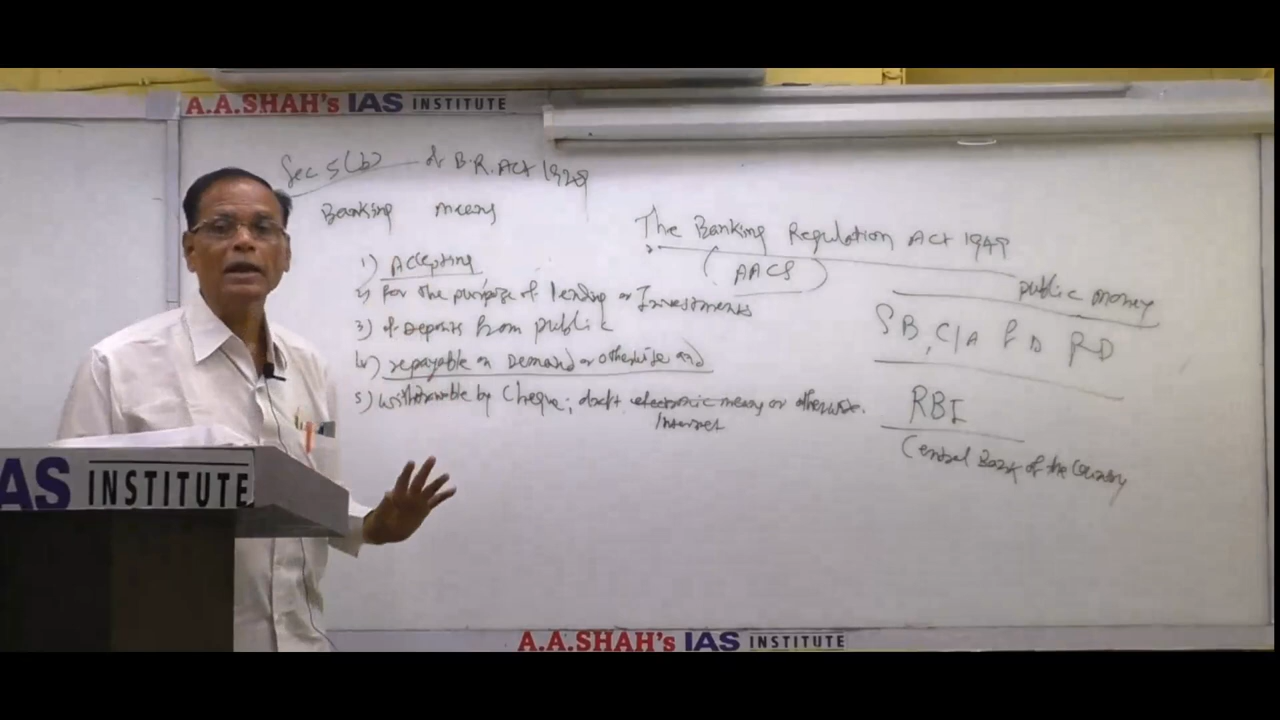 A.A.SHAH's IAS INSTITUTE
Sec 5(b) of B.R. Act 1949
Banking means
1) Accepting
2) for the purpose of lending or Investments
3) of Deposits from public
4) repayable on Demand or otherwise and
5) withdrawable by Cheque, draft electronic means or otherwise.
Internet
The Banking Regulation Act 1949
(AACS)
public money
SB, C/A FD RD
RBI
Central Bank of the Country
IAS INSTITUTE
A.A.SHAH's IAS INSTITUTE